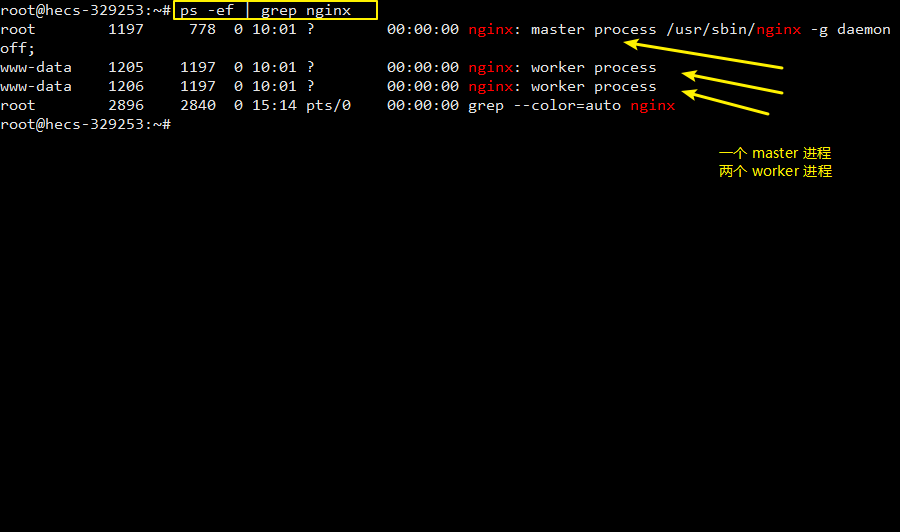 root@hecs-329253:~# ps -ef | grep nginx
root        1197     778  0 10:01 ?        00:00:00 nginx: master process /usr/sbin/nginx -g daemon
off;
www-data    1205    1197  0 10:01 ?        00:00:00 nginx: worker process
www-data    1206    1197  0 10:01 ?        00:00:00 nginx: worker process
root        2896    2840  0 15:14 pts/0    00:00:00 grep --color=auto nginx
root@hecs-329253:~#
一个 master 进程
两个 worker 进程